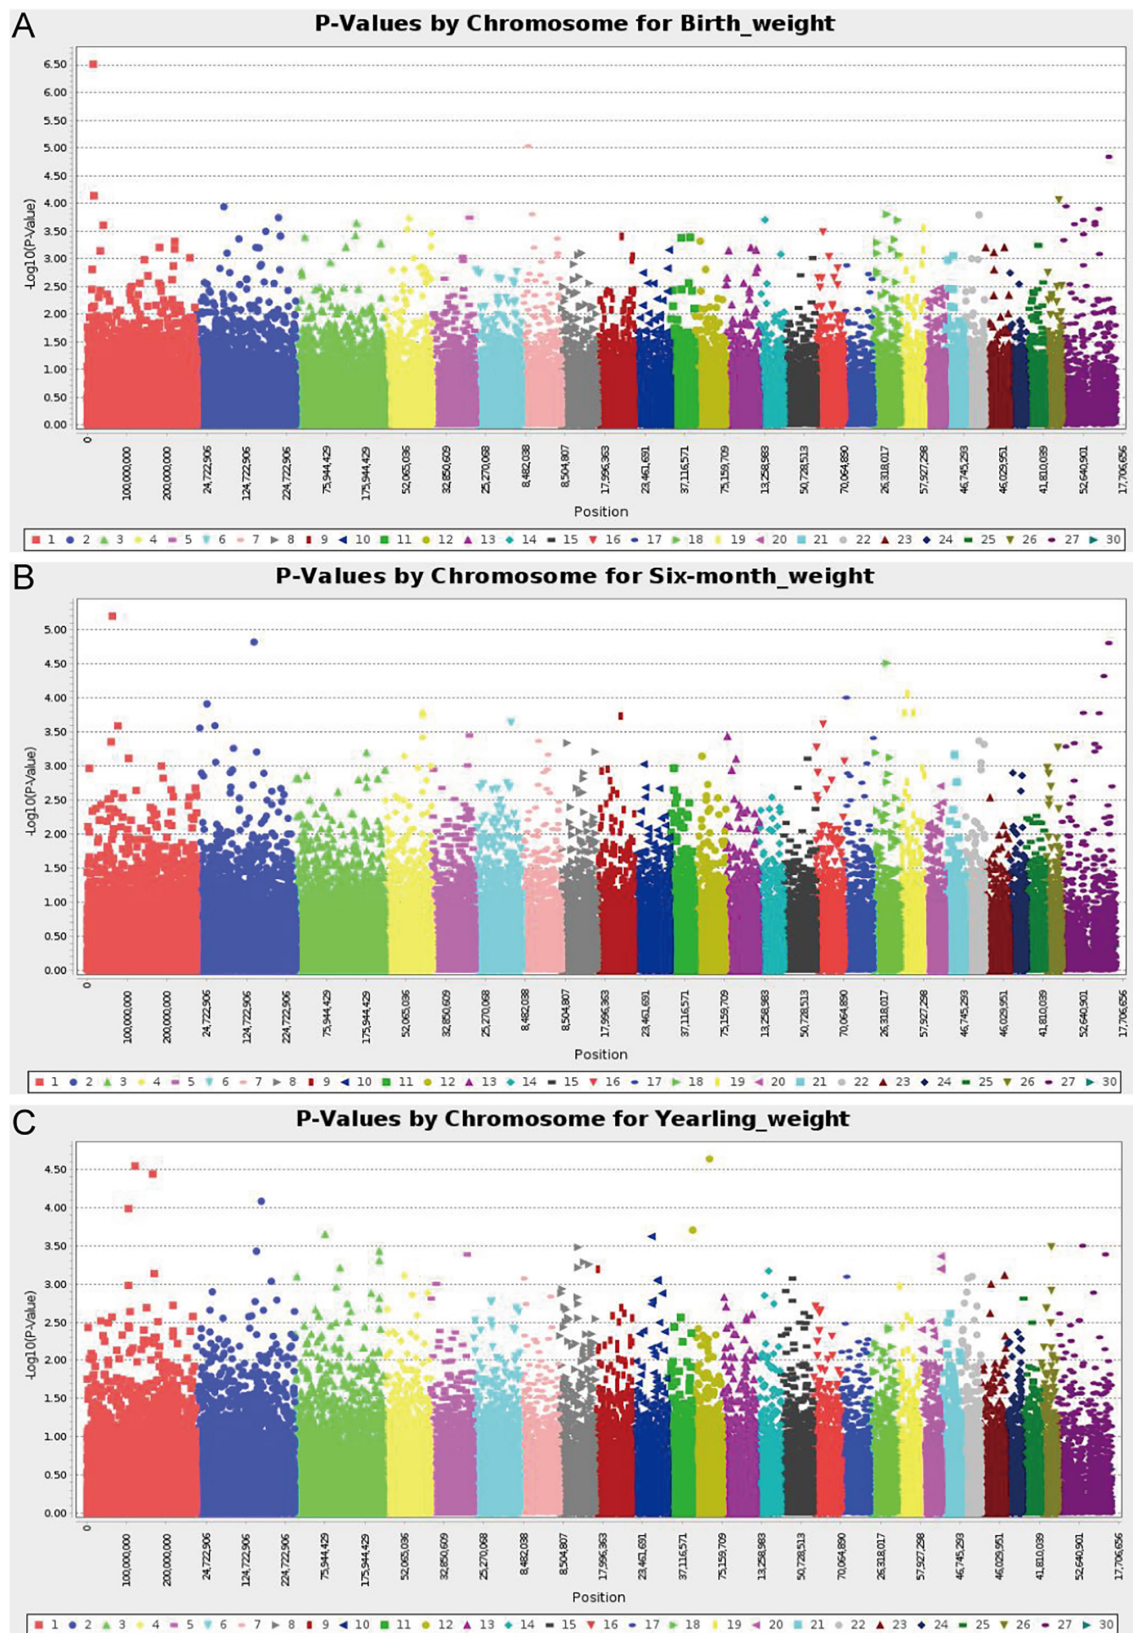 A
P-Values by Chromosome for Birth_weight
6.50
6.00
5.50
5.00
4.50
4.00
3.50
3.00
2.50
2.00
1.50
1.00
0.50
0.00
-Log10(P-Value)
0 100,000,000 200,000,000 24,722,906 124,722,906 224,722,906 75,944,429 175,944,429 52,065,036 32,850,609 25,270,068 8,482,038 8,504,807 17,996,363 23,461,691 37,116,571 75,159,709 13,258,983 50,728,513 70,064,890 26,318,017 57,927,298 46,745,293 46,029,951 41,810,039 52,640,901 17,706,656
Position
1 2 3 4 5 6 7 8 9 10 11 12 13 14 15 16 17 18 19 20 21 22 23 24 25 26 27 30
B
P-Values by Chromosome for Six-month_weight
5.00
4.50
4.00
3.50
3.00
2.50
2.00
1.50
1.00
0.50
0.00
-Log10(P-Value)
0 100,000,000 200,000,000 24,722,906 124,722,906 224,722,906 75,944,429 175,944,429 52,065,036 32,850,609 25,270,068 8,482,038 8,504,807 17,996,363 23,461,691 37,116,571 75,159,709 13,258,983 50,728,513 70,064,890 26,318,017 57,927,298 46,745,293 46,029,951 41,810,039 52,640,901 17,706,656
Position
1 2 3 4 5 6 7 8 9 10 11 12 13 14 15 16 17 18 19 20 21 22 23 24 25 26 27 30
C
P-Values by Chromosome for Yearling_weight
4.50
4.00
3.50
3.00
2.50
2.00
1.50
1.00
0.50
0.00
-Log10(P-Value)
0 100,000,000 200,000,000 24,722,906 124,722,906 224,722,906 75,944,429 175,944,429 52,065,036 32,850,609 25,270,068 8,482,038 8,504,807 17,996,363 23,461,691 37,116,571 75,159,709 13,258,983 50,728,513 70,064,890 26,318,017 57,927,298 46,745,293 46,029,951 41,810,039 52,640,901 17,706,656
Position
1 2 3 4 5 6 7 8 9 10 11 12 13 14 15 16 17 18 19 20 21 22 23 24 25 26 27 30